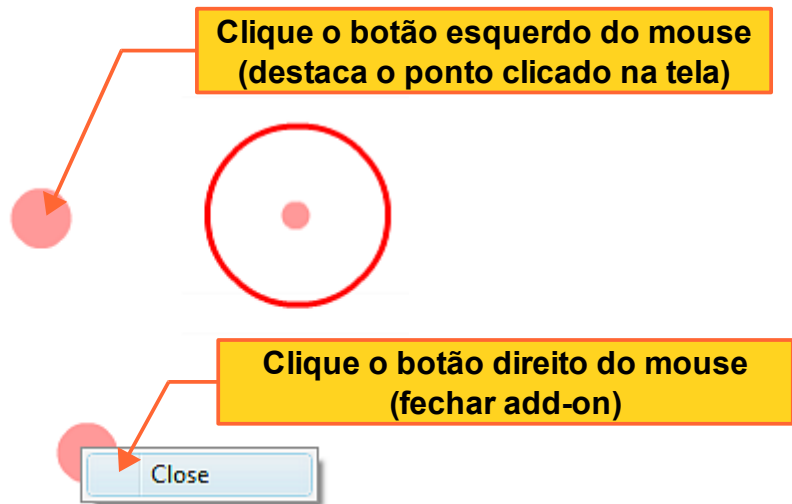 Clique o botão esquerdo do mouse
(destaca o ponto clicado na tela)
Clique o botão direito do mouse
(fechar add-on)
Close